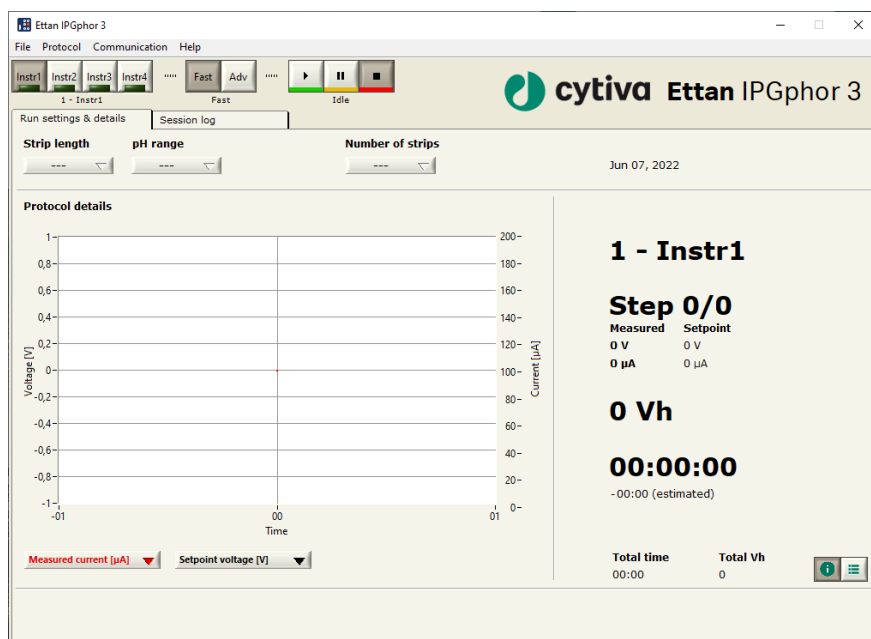 Ettan IPGphor 3
File Protocol Communication Help
Instr1 Instr2 Instr3 Instr4 Fast Adv
1 - Instr1 Fast Idle
cytiva Ettan IPGphor 3
Run settings & details Session log
Strip length pH range Number of strips
--- --- ---
Jun 07, 2022
Protocol details
1
0,8
0,6
0,4
0,2
0
-0,2
-0,4
-0,6
-0,8
-1
Voltage [V]
200
180
160
140
120
100
80
60
40
20
0
Current [µA]
-01 00 01
Time
Measured current [µA] Setpoint voltage [V]
1 - Instr1
Step 0/0
Measured Setpoint
0 V 0 V
0 µA 0 µA
0 Vh
00:00:00
-00:00 (estimated)
Total time Total Vh
00:00 0